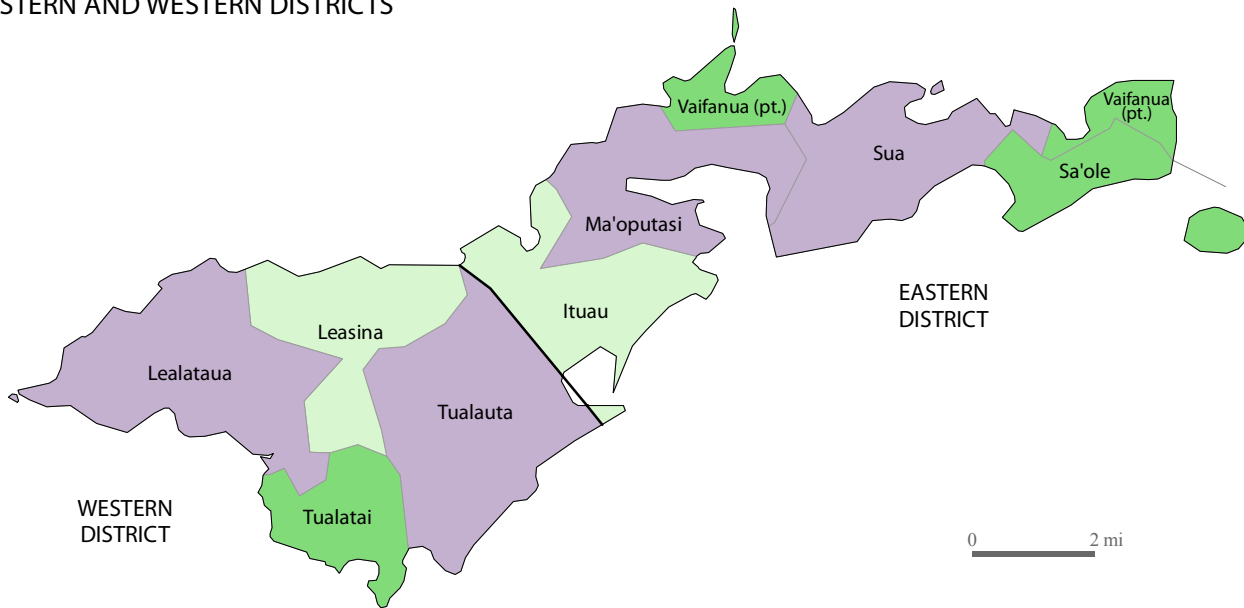 STERN AND WESTERN DISTRICTS
Vaifanua (pt.)
Vaifanua
(pt.)
Sua
Sa'ole
Ma'oputasi
EASTERN
DISTRICT
Ituau
Leasina
Lealataua
Tualauta
WESTERN
DISTRICT
Tualatai
0 2 mi